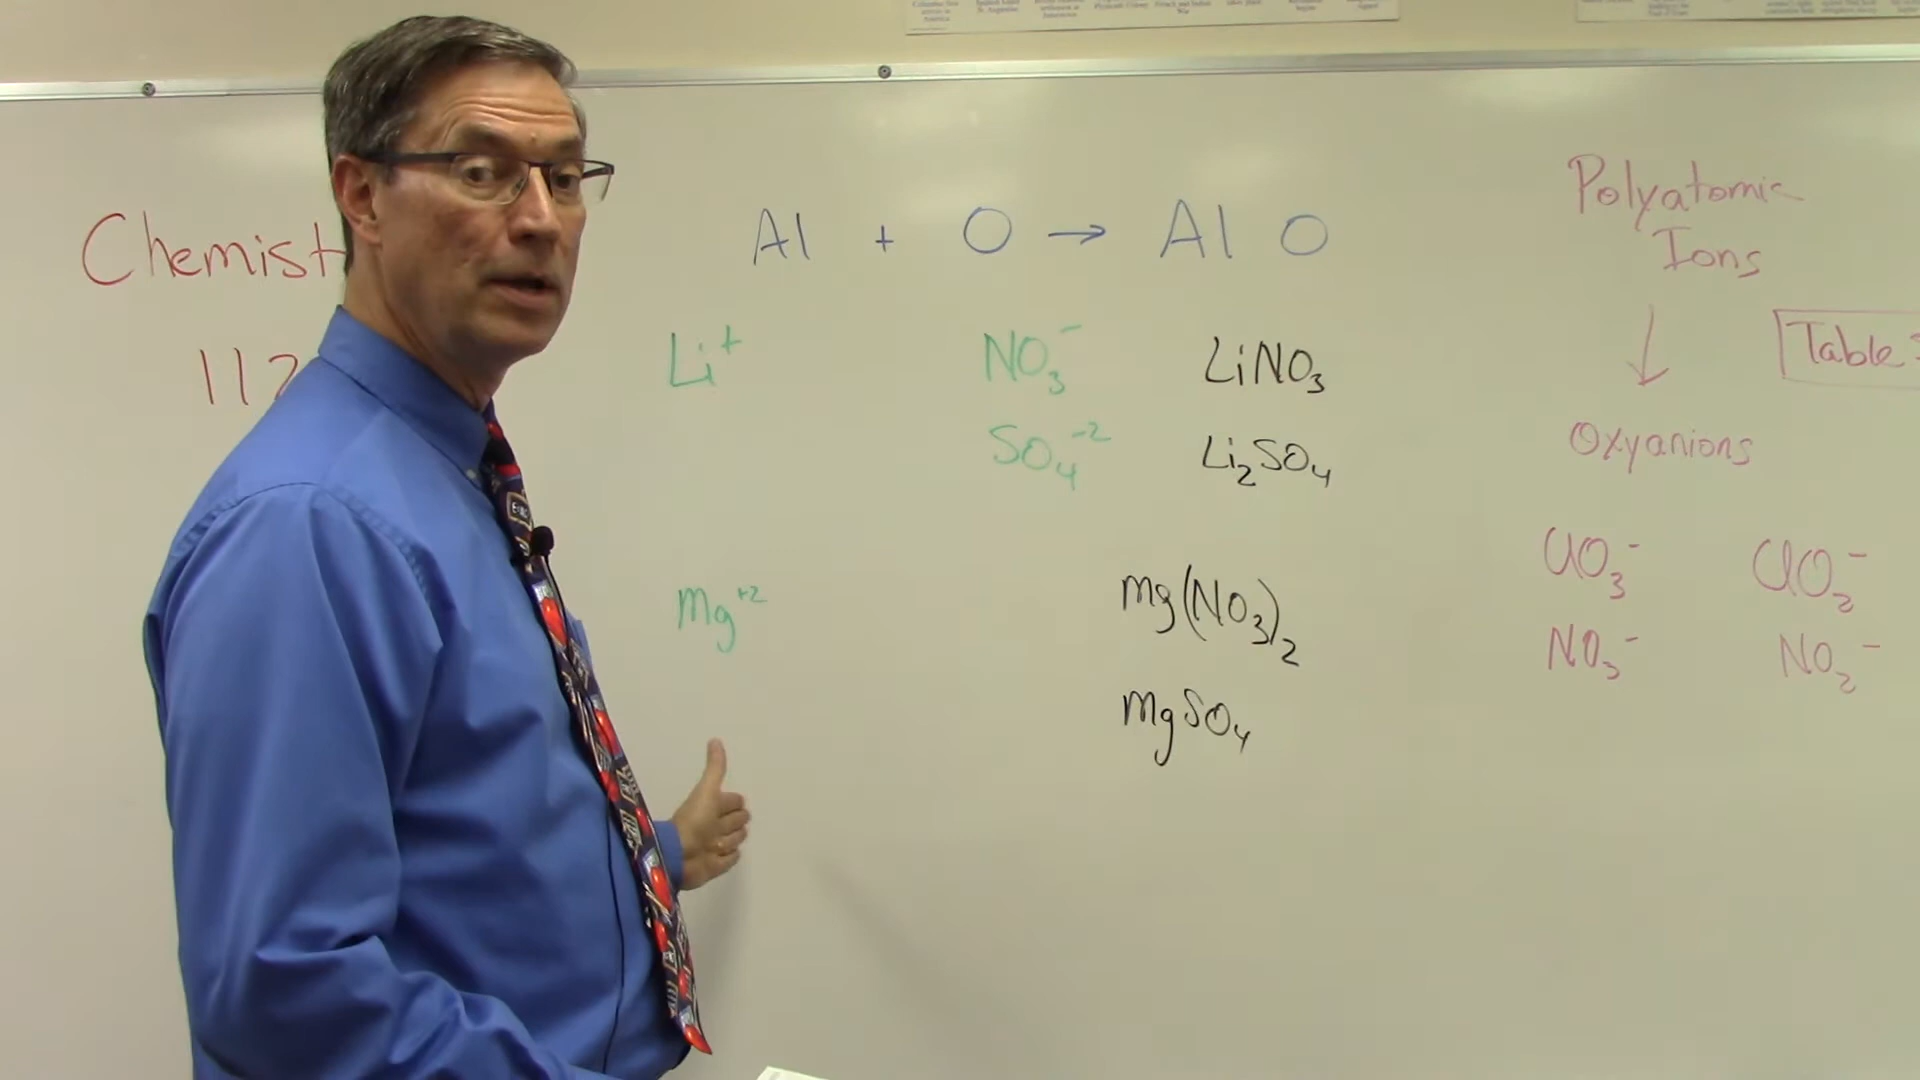 Chemist
112
Al + O → Al O
Li⁺ NO₃⁻ LiNO₃
SO₄⁻² Li₂SO₄
Mg⁺² Mg(NO₃)₂
MgSO₄
Polyatomic
Ions
↓
Table
Oxyanions
ClO₃⁻ ClO₂⁻
NO₃⁻ NO₂⁻